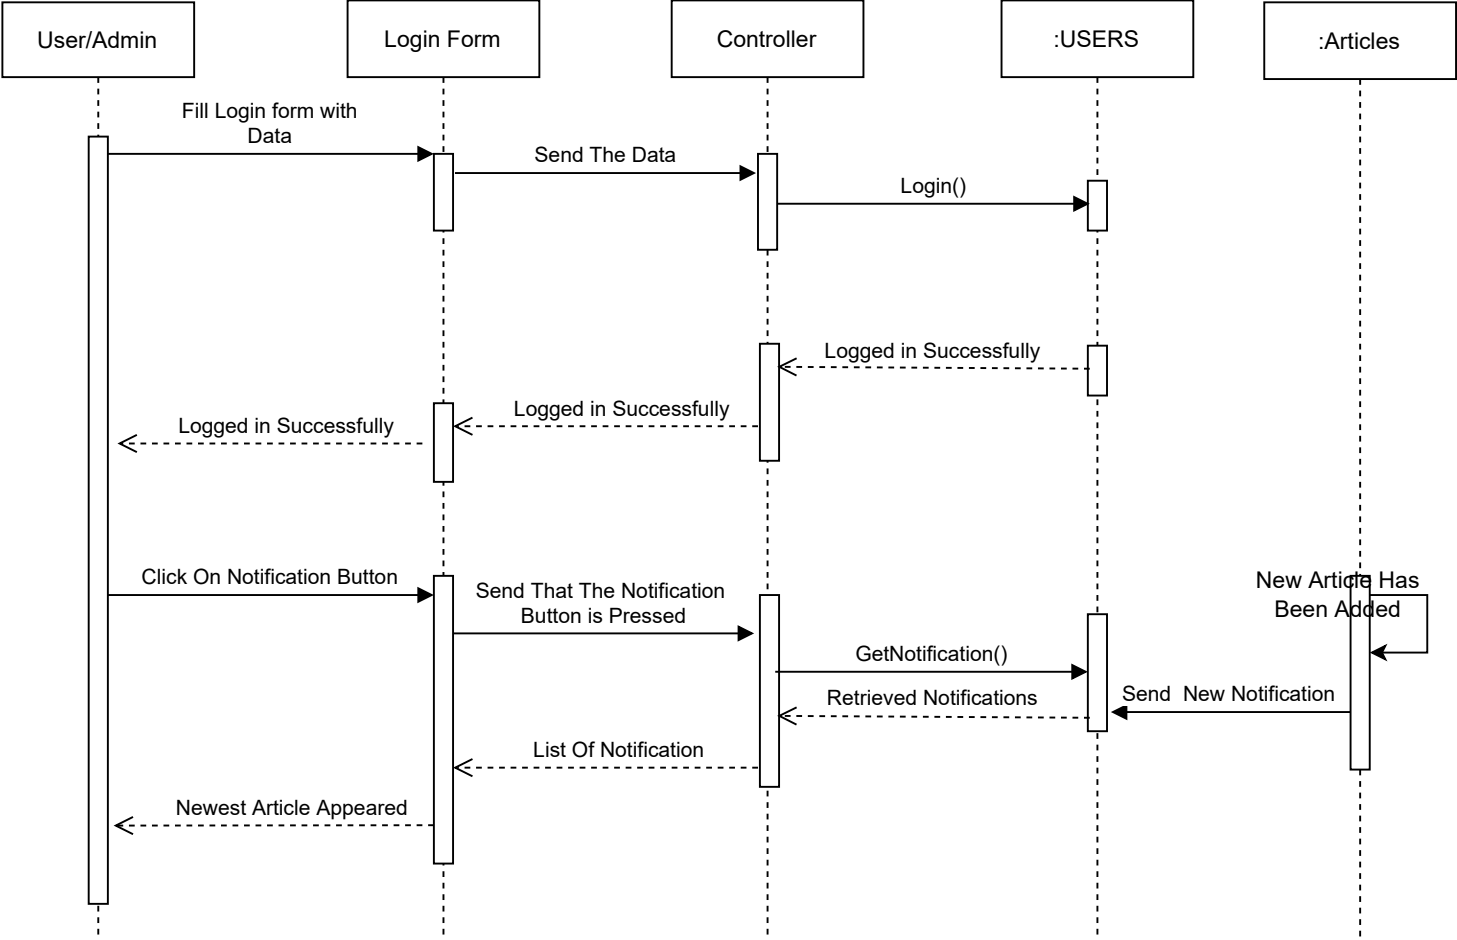 User/Admin
Login Form
Controller
:USERS
:Articles
Fill Login form with
Data
Send The Data
Login()
Logged in Successfully
Logged in Successfully
Logged in Successfully
Click On Notification Button
Send That The Notification
Button is Pressed
New Article Has
Been Added
GetNotification()
Send  New Notification
Retrieved Notifications
List Of Notification
Newest Article Appeared